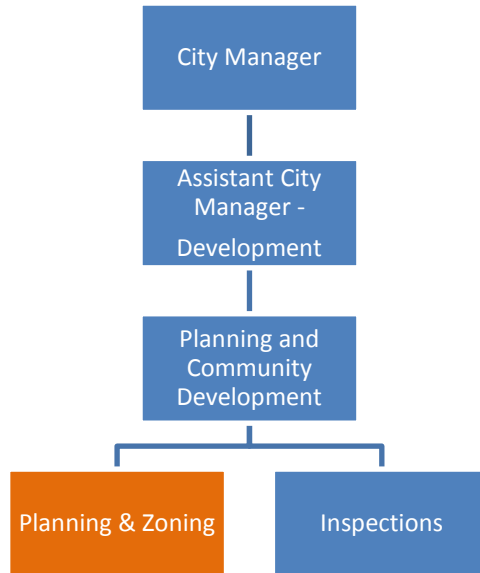 City Manager
Assistant City
Manager -
Development
Planning and
Community
Development
Planning & Zoning
Inspections